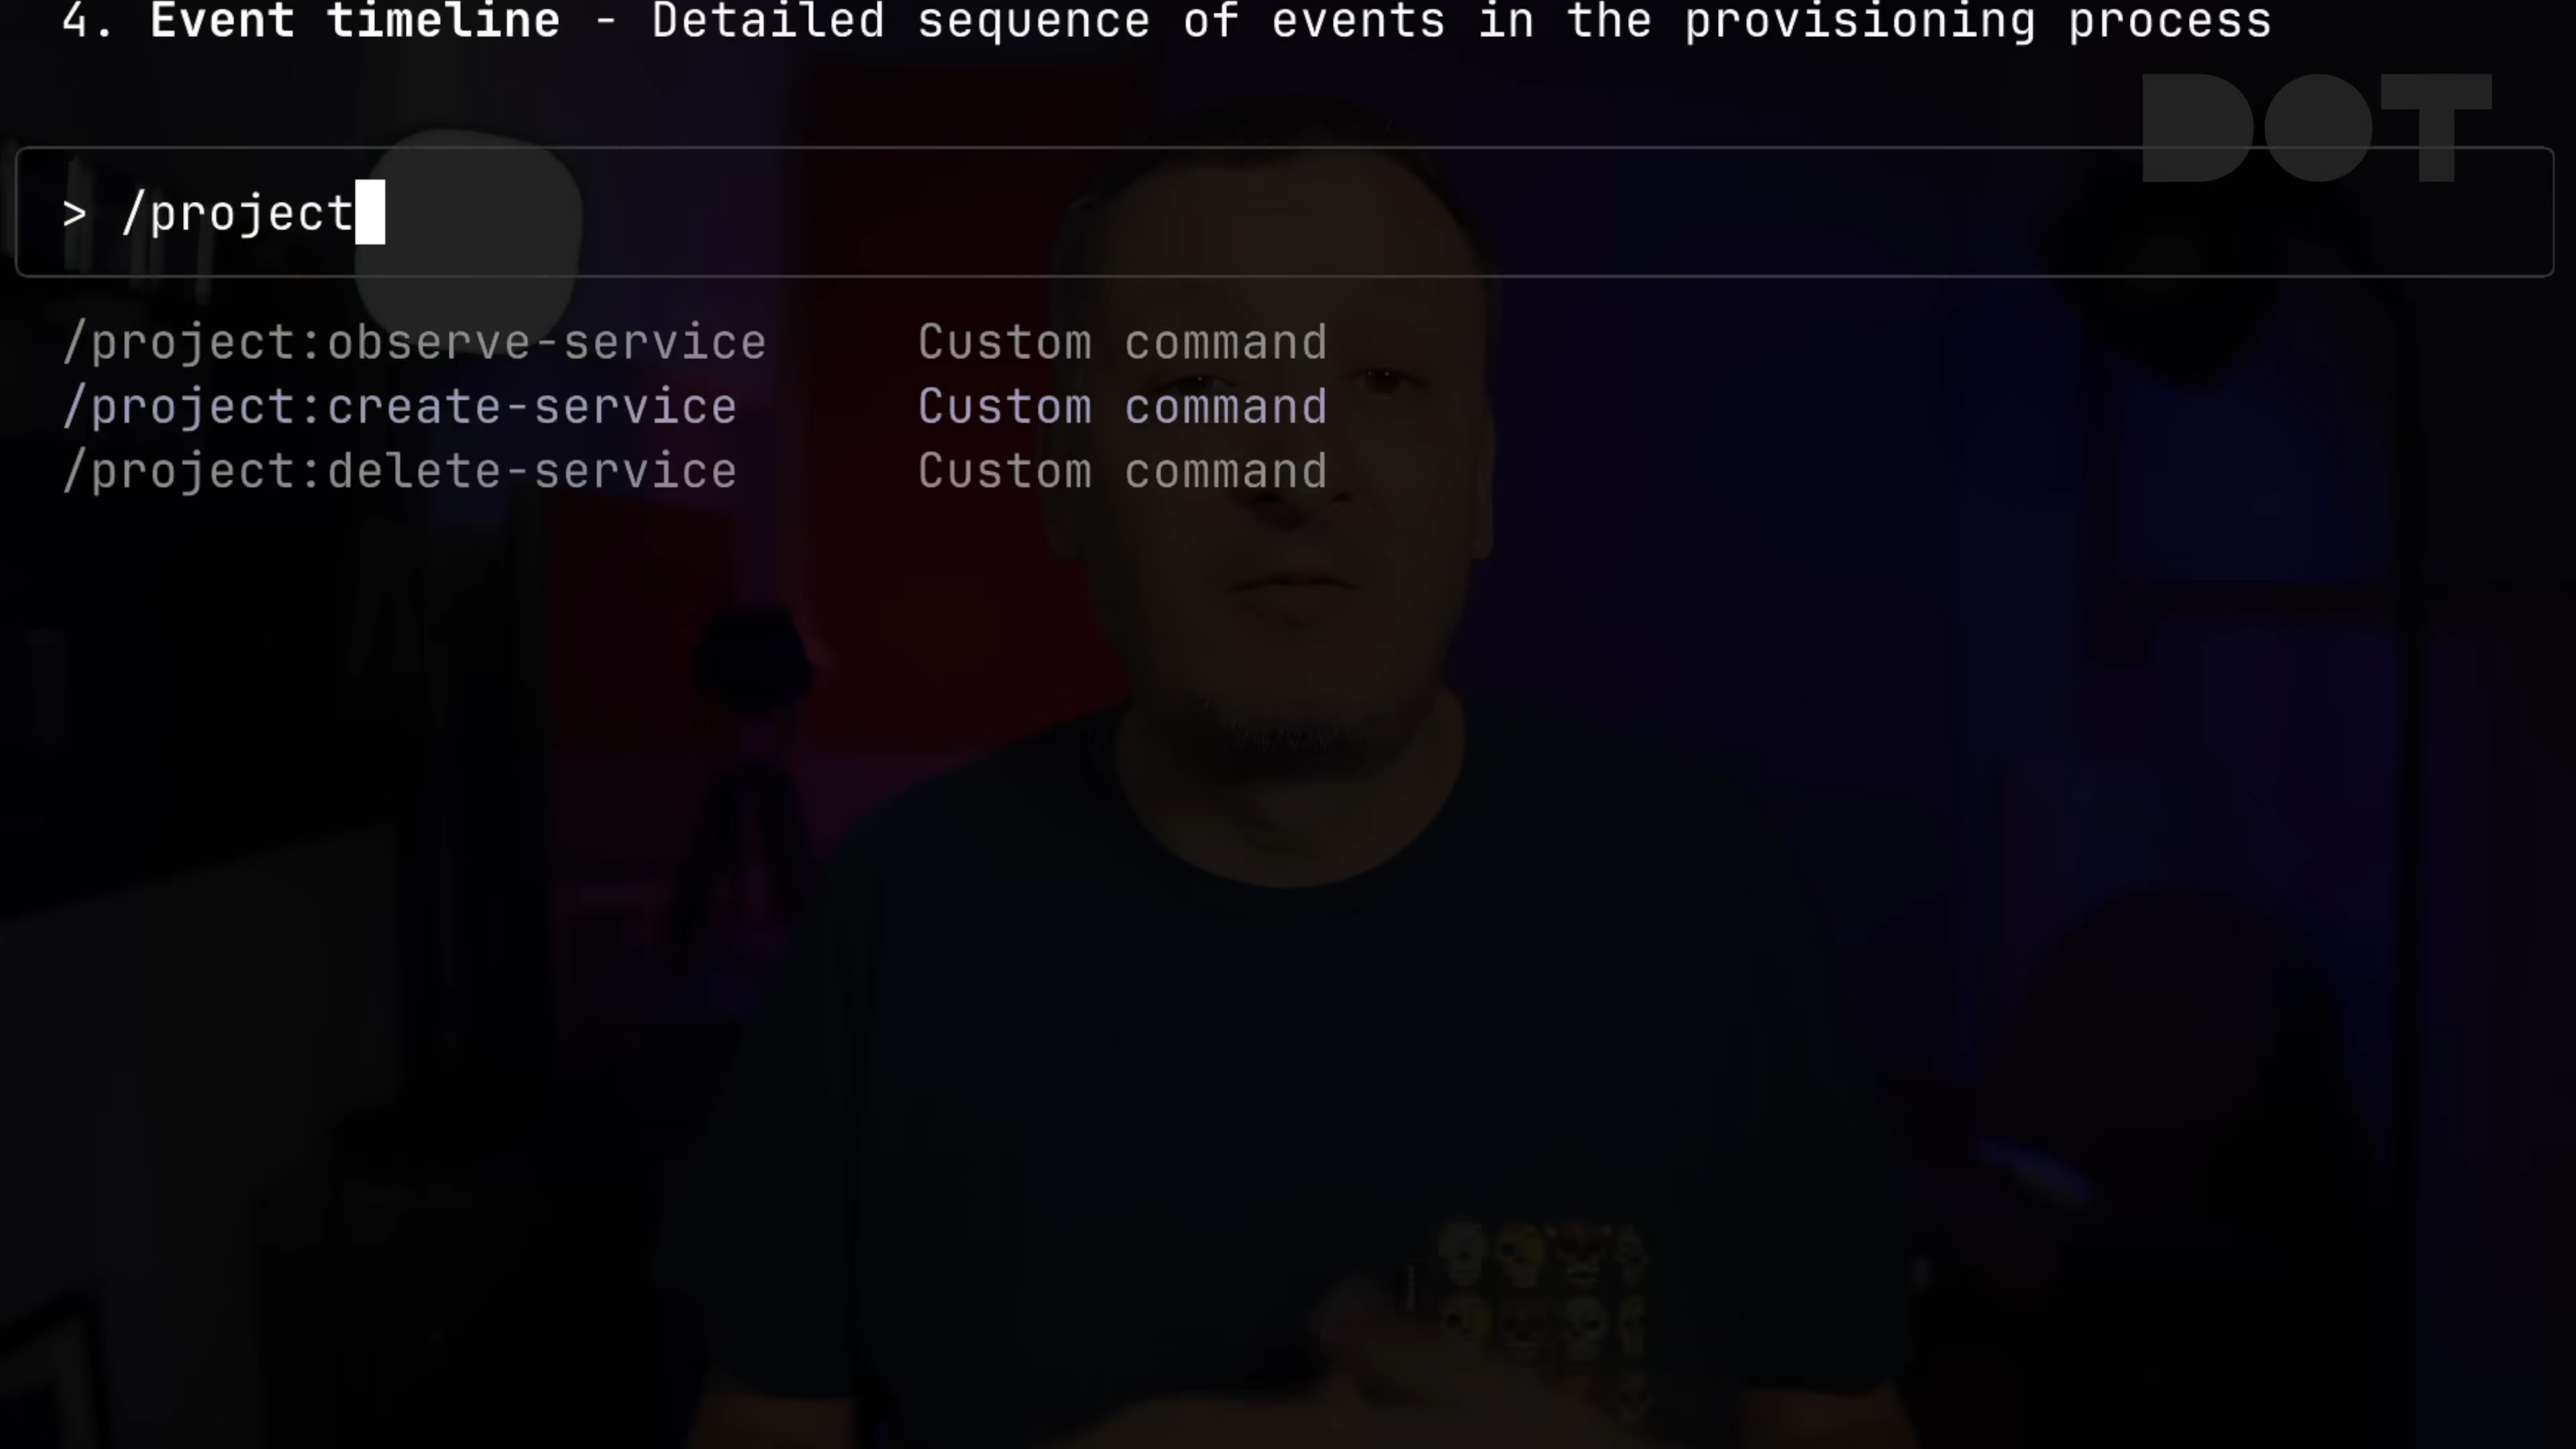 4. Event timeline - Detailed sequence of events in the provisioning process
DOT
> /project
/project:observe-service Custom command
/project:create-service Custom command
/project:delete-service Custom command